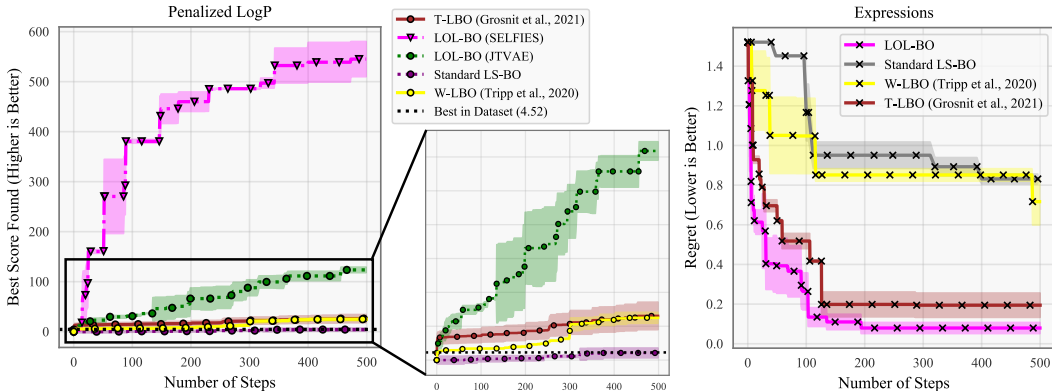 Penalized LogP
Best Score Found (Higher is Better)
600
500
400
300
200
100
0
0 100 200 300 400 500
Number of Steps
T-LBO (Grosnit et al., 2021)
LOL-BO (SELFIES)
LOL-BO (JTVAE)
Standard LS-BO
W-LBO (Tripp et al., 2020)
Best in Dataset (4.52)
0 100 200 300 400 500
Number of Steps
Expressions
Regret (Lower is Better)
1.4
1.2
1.0
0.8
0.6
0.4
0.2
0.0
LOL-BO
Standard LS-BO
W-LBO (Tripp et al., 2020)
T-LBO (Grosnit et al., 2021)
0 100 200 300 400 500
Number of Steps